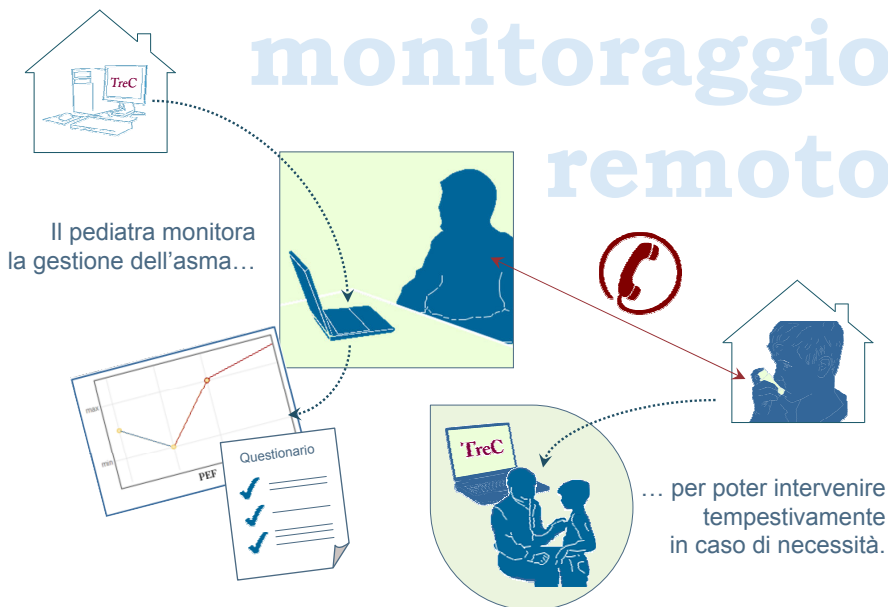 monitoraggio
remoto
TreC
Il pediatra monitora
la gestione dell'asma…
max
min
PEF
Questionario
TreC
… per poter intervenire
tempestivamente
in caso di necessità.